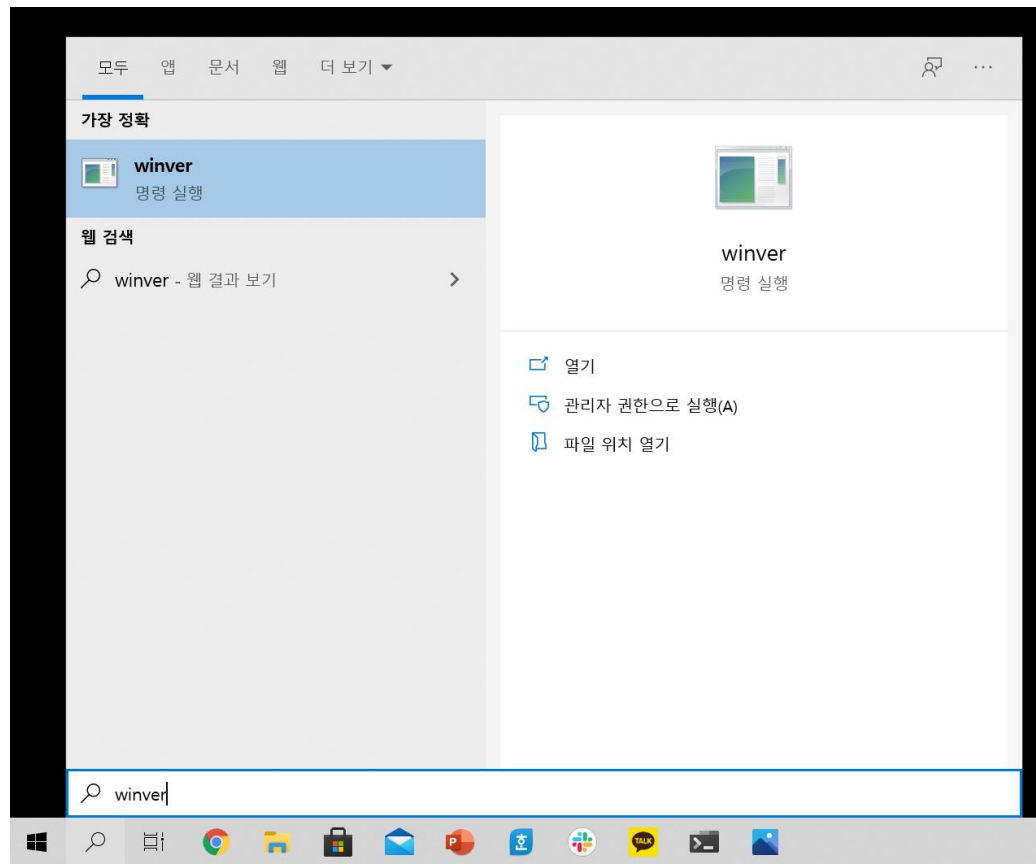 모두 앱 문서 웹 더 보기
가장 정확
winver
명령 실행
웹 검색
winver - 웹 결과 보기
winver
명령 실행
열기
관리자 권한으로 실행(A)
파일 위치 열기
winver
P
호
TALK